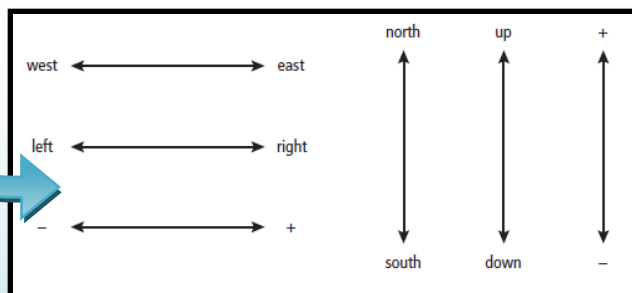 north up +
west east
left right
– +
south down –